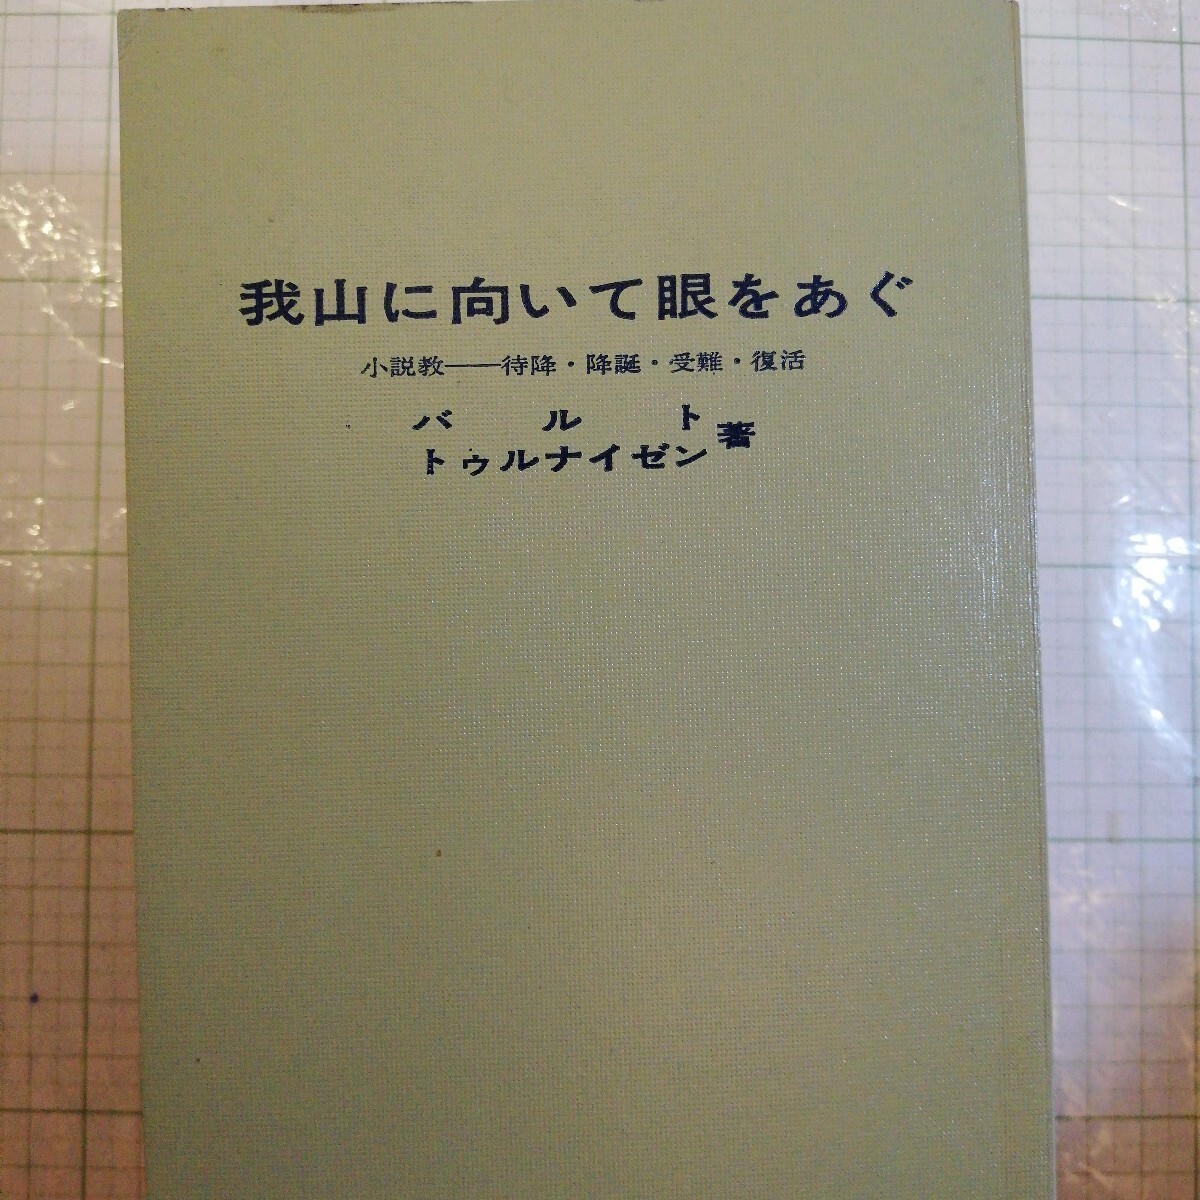 我山に向いて眼をあぐ
小説教――待降・降誕・受難・復活
バルト
トゥルナイゼン著